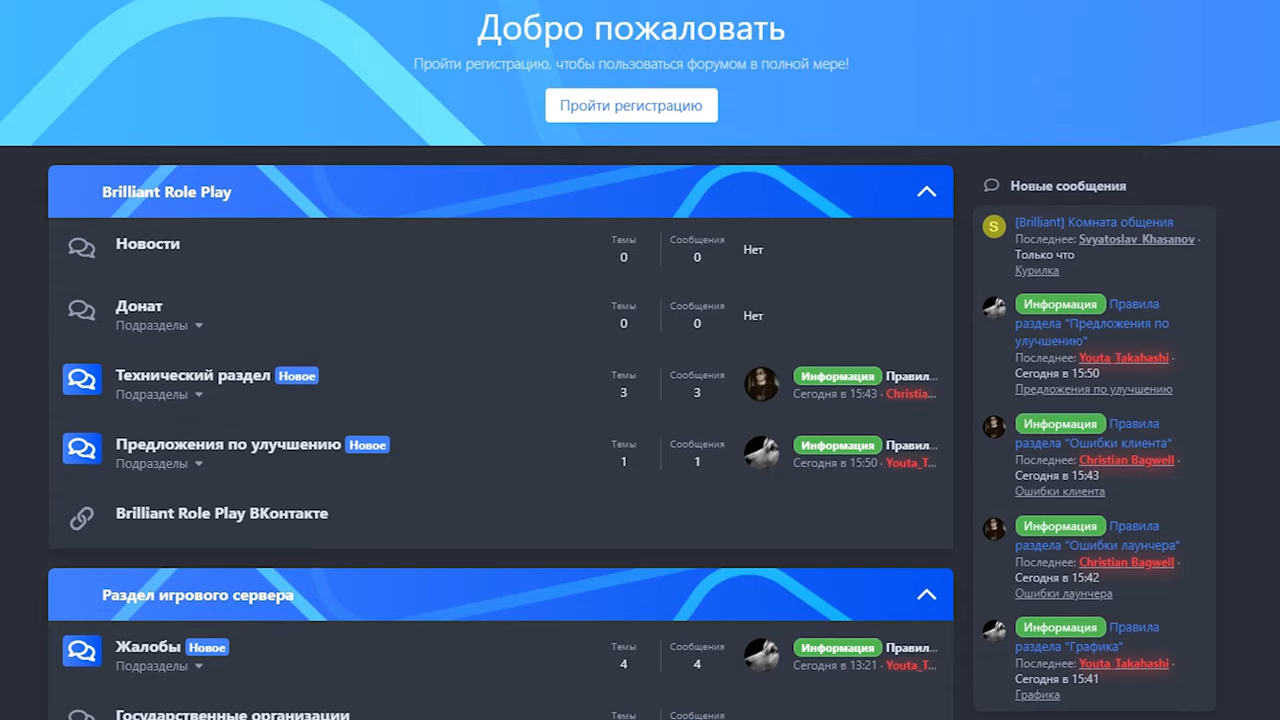 Добро пожаловать
Пройти регистрацию, чтобы пользоваться форумом в полной мере!
Пройти регистрацию
Brilliant Role Play
Новости
Темы
0
Сообщения
0
Нет
Донат
Подразделы
Темы
0
Сообщения
0
Нет
Технический раздел Новое
Подразделы
Темы
3
Сообщения
3
Информация Правил...
Сегодня в 15:43 · Christia...
Предложения по улучшению Новое
Подразделы
Темы
1
Сообщения
1
Информация Правил...
Сегодня в 15:50 · Youta_T...
Brilliant Role Play ВКонтакте
Раздел игрового сервера
Жалобы Новое
Подразделы
Темы
4
Сообщения
4
Информация Правил...
Сегодня в 13:21 · Youta_T...
Государственные организации
Темы
Сообщения
Новые сообщения
S
[Brilliant] Комната общения
Последнее: Svyatoslav_Khasanov ·
Только что
Курилка
Информация Правила
раздела "Предложения по
улучшению"
Последнее: Youta_Takahashi ·
Сегодня в 15:50
Предложения по улучшению
Информация Правила
раздела "Ошибки клиента"
Последнее: Christian Bagwell ·
Сегодня в 15:43
Ошибки клиента
Информация Правила
раздела "Ошибки лаунчера"
Последнее: Christian Bagwell ·
Сегодня в 15:42
Ошибки лаунчера
Информация Правила
раздела "Графика"
Последнее: Youta_Takahashi ·
Сегодня в 15:41
Графика